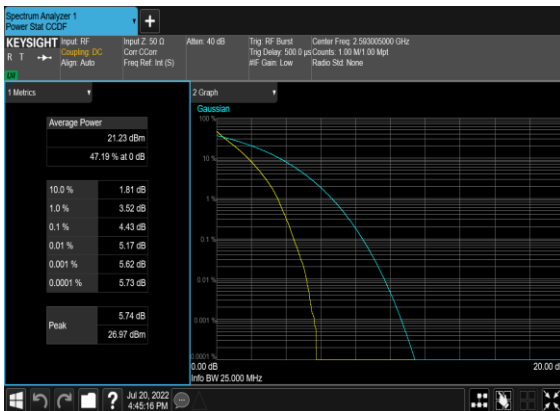 Spectrum Analyzer 1
Power Stat CCDF
KEYSIGHT
R T
LV
Input: RF
Coupling: DC
Align: Auto
Input Z: 50 Ω
Corr CCorr
Freq Ref: Int (S)
Atten: 40 dB
Trig: RF Burst
Trig Delay: 500.0 µs
#IF Gain: Low
Center Freq: 2.593005000 GHz
Counts: 1.00 M/1.00 Mpt
Radio Std: None
1 Metrics
Average Power
21.23 dBm
47.19 % at 0 dB
10.0 % 1.81 dB
1.0 % 3.52 dB
0.1 % 4.43 dB
0.01 % 5.17 dB
0.001 % 5.62 dB
0.0001 % 5.73 dB
Peak
5.74 dB
26.97 dBm
2 Graph
Gaussian
100 %
10 %
1 %
0.1 %
0.01 %
0.001 %
0.0001 %
0.00 dB
20.00 d
Info BW 25.000 MHz
Jul 20, 2022
4:45:16 PM